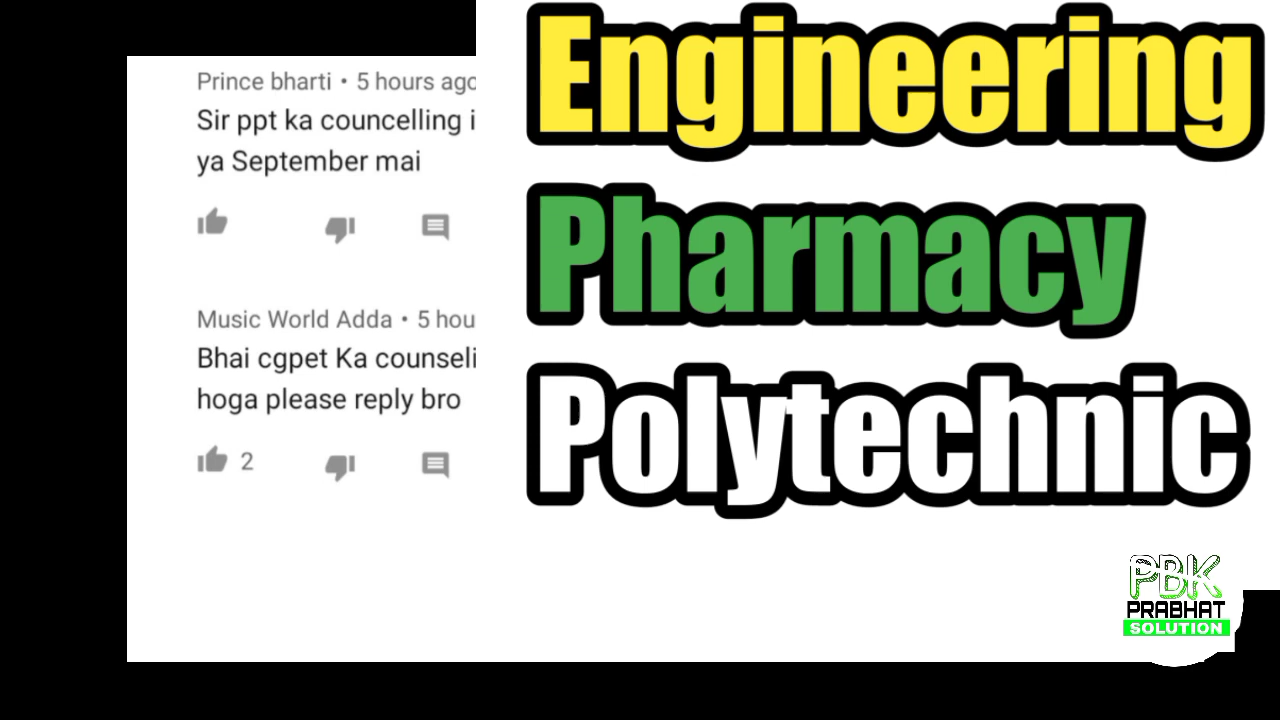 Prince bharti • 5 hours ago
Sir ppt ka councelling i
ya September mai
Music World Adda • 5 hou
Bhai cgpet Ka counseli
hoga please reply bro
2
Engineering
Pharmacy
Polytechnic
PBK
PRABHAT
SOLUTION